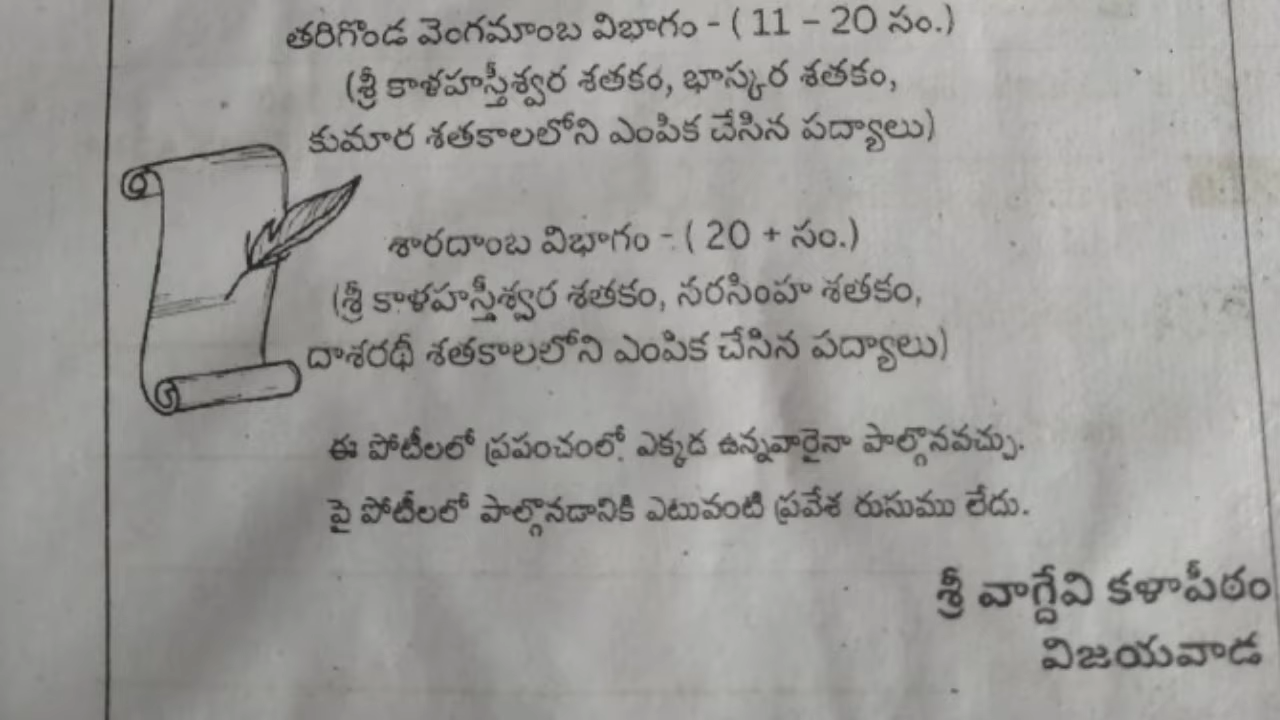 తరిగొండ వెంగమాంబ విభాగం - ( 11 – 20 సం.)
(శ్రీ కాళహస్తీశ్వర శతకం, భాస్కర శతకం,
కుమార శతకాలలోని ఎంపిక చేసిన పద్యాలు)
శారదాంబ విభాగం - ( 20 + సం.)
(శ్రీ కాళహస్తీశ్వర శతకం, నరసింహ శతకం,
దాశరథీ శతకాలలోని ఎంపిక చేసిన పద్యాలు)
ఈ పోటీలలో ప్రపంచంలో ఎక్కడ ఉన్నవారైనా పాల్గొనవచ్చు.
పై పోటీలలో పాల్గొనడానికి ఎటువంటి ప్రవేశ రుసుము లేదు.
శ్రీ వాగ్దేవి కళాపీఠం
విజయవాడ